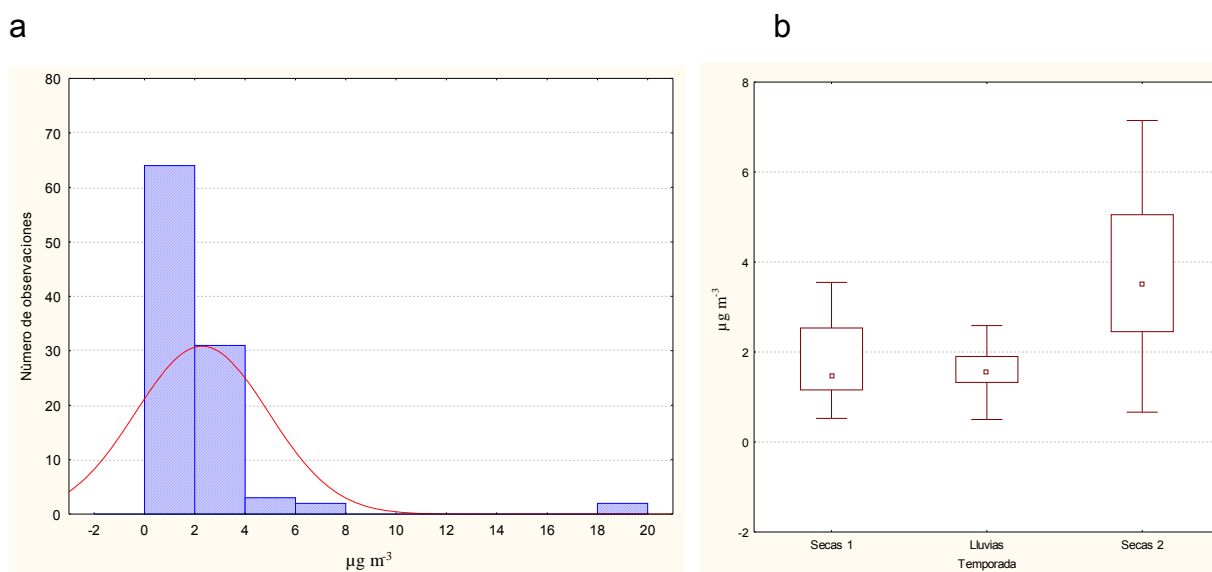 a
b
80
70
60
50
40
30
20
10
0
Número de observaciones
-2 0 2 4 6 8 10 12 14 16 18 20
µg m-3
8
6
4
2
0
-2
µg m-3
Secas 1 Lluvias Secas 2
Temporada